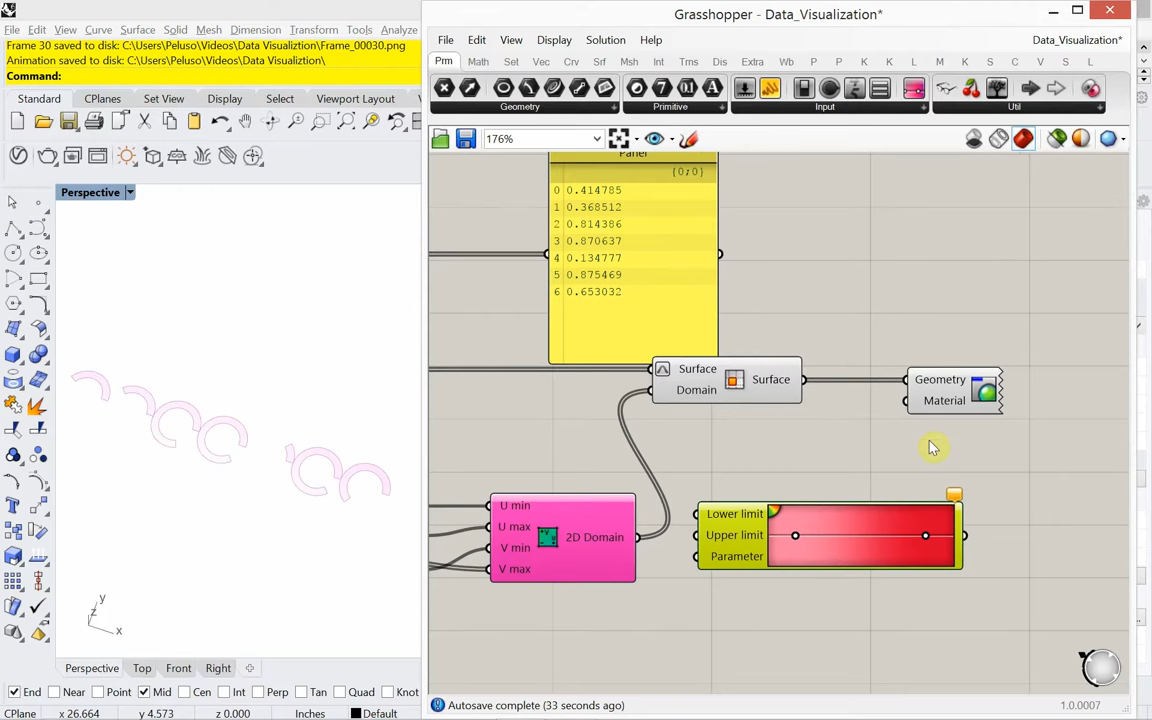 File Edit View Curve Surface Solid Mesh Dimension Transform Tools Analyze
Frame 30 saved to disk: C:\Users\Peluso\Videos\Data Visualiztion\Frame_00030.png
Animation saved to disk: C:\Users\Peluso\Videos\Data Visualiztion\
Command:
Standard CPlanes Set View Display Select Viewport Layout
Perspective
y
z
x
Perspective Top Front Right
End Near Point Mid Cen Int Perp Tan Quad Knot
CPlane x 26.664 y 4.573 z 0.000 Inches Default
Grasshopper - Data_Visualization*
File Edit View Display Solution Help Data_Visualization*
Prm Math Set Vec Crv Srf Msh Int Trns Dis Extra Wb P P P H L M K S C V S L
Geometry Primitive Input Util
176%
Panel
{0;0}
0 0.414785
1 0.368512
2 0.814386
3 0.870637
4 0.134777
5 0.875469
6 0.653032
Surface
Domain
Surface
Geometry
Material
U min
U max
V min
V max
2D Domain
Lower limit
Upper limit
Parameter
Autosave complete (33 seconds ago) 1.0.0007